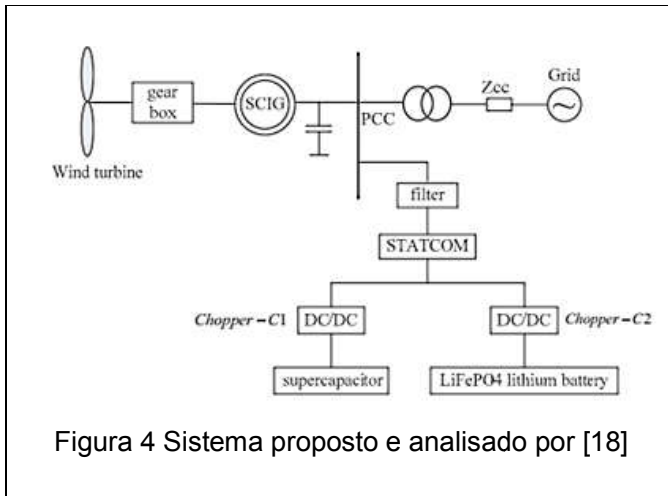 Wind turbine
gear
box
SCIG
PCC
Zcc
Grid
filter
STATCOM
Chopper – C1
DC/DC
DC/DC
Chopper – C2
supercapacitor
LiFePO4 lithium battery
Figura 4 Sistema proposto e analisado por [18]